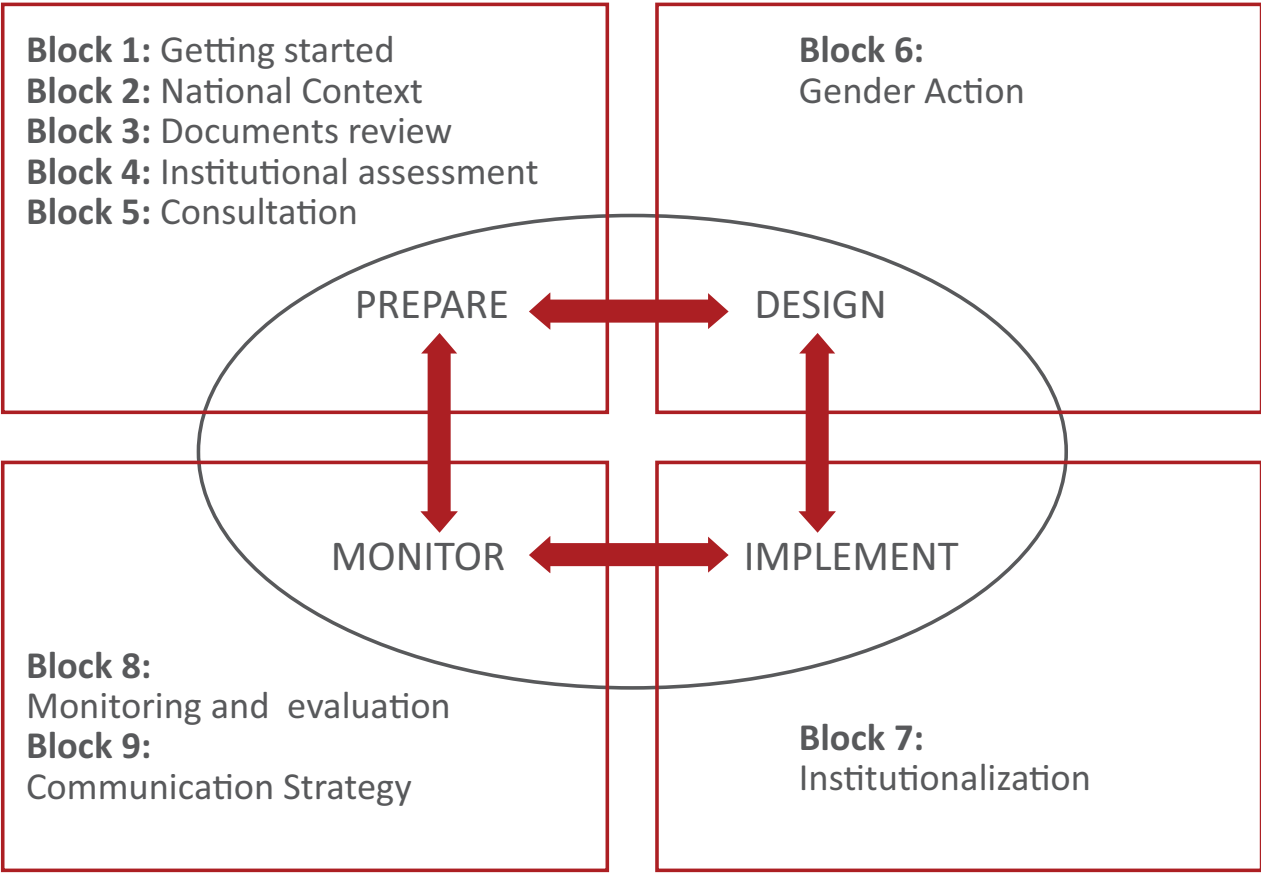 Block 1: Getting started
Block 2: National Context
Block 3: Documents review
Block 4: Institutional assessment
Block 5: Consultation
Block 6:
Gender Action
PREPARE
DESIGN
MONITOR
IMPLEMENT
Block 8:
Monitoring and  evaluation
Block 9:
Communication Strategy
Block 7:
Institutionalization